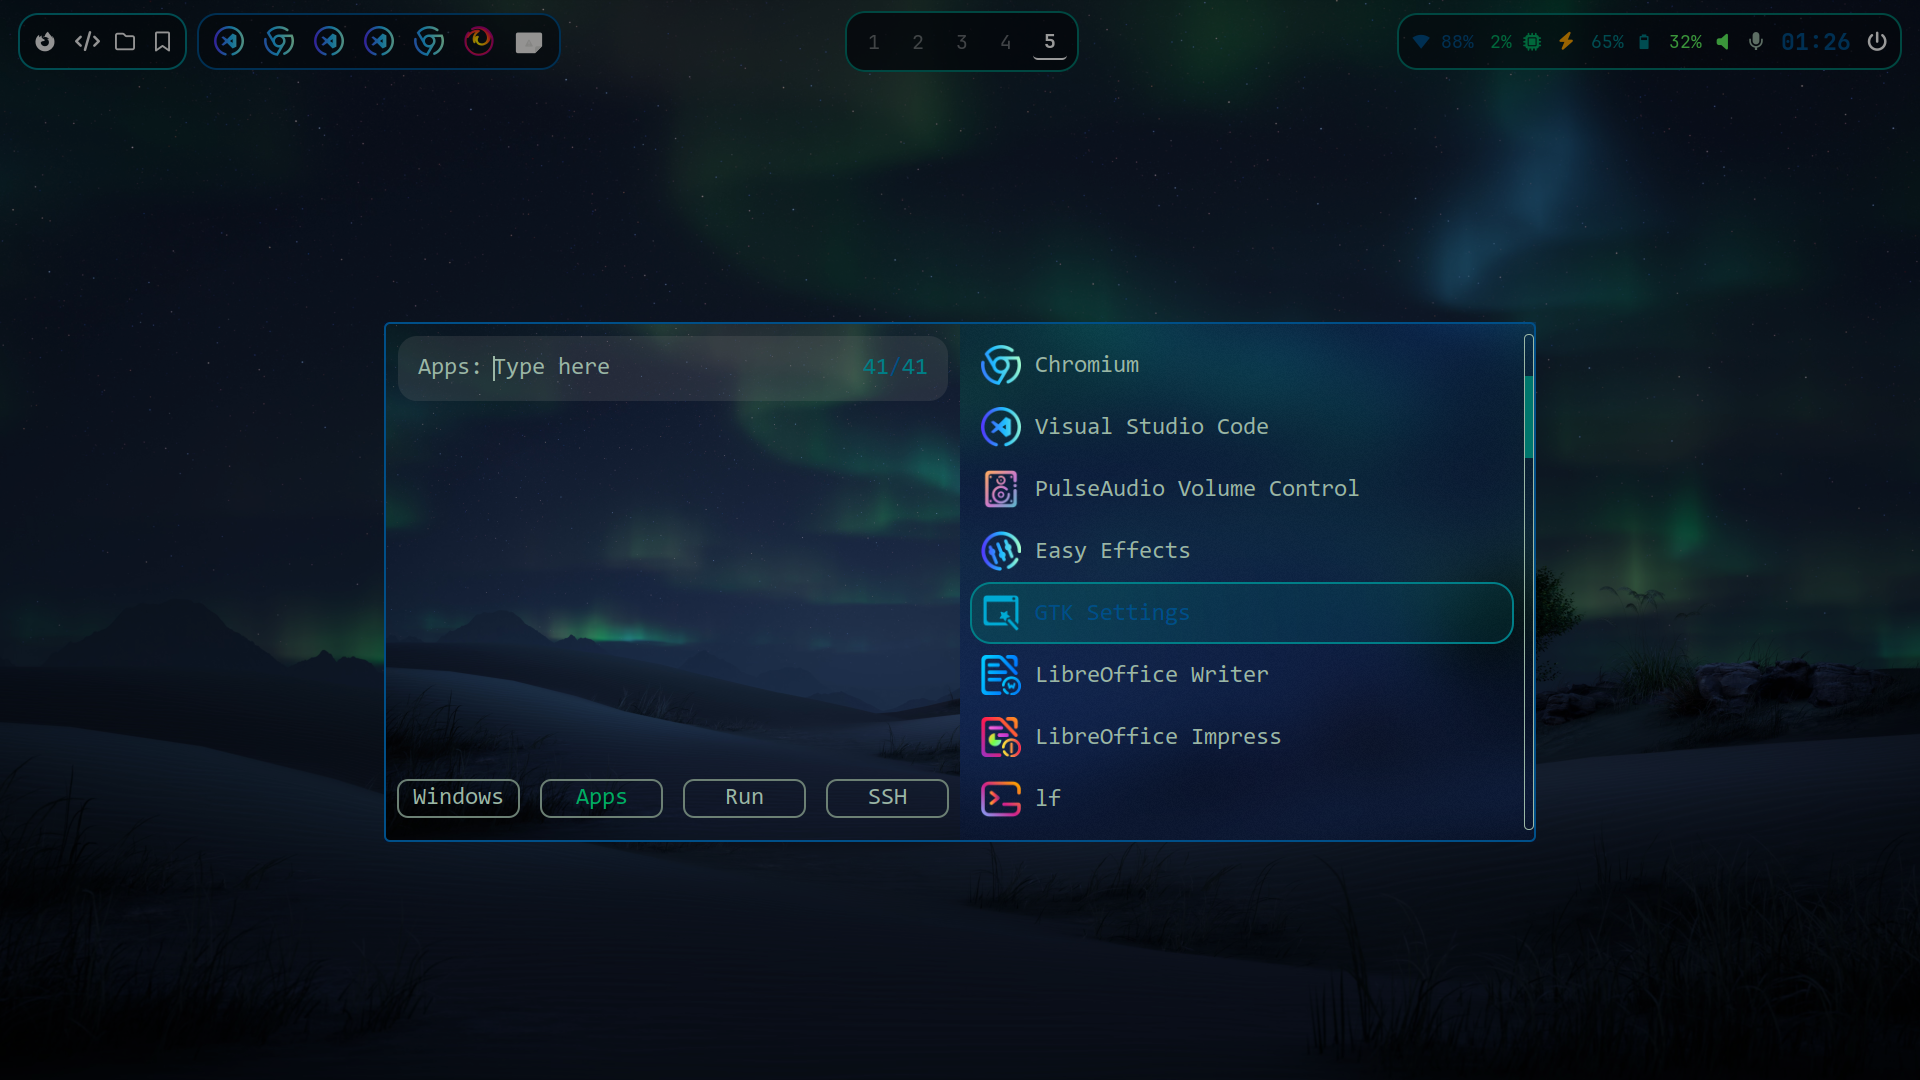 1 2 3 4 5
88% 2% 65% 32% 01:26
Apps: Type here 41/41
Chromium
Visual Studio Code
PulseAudio Volume Control
Easy Effects
GTK Settings
LibreOffice Writer
LibreOffice Impress
lf
Windows Apps Run SSH